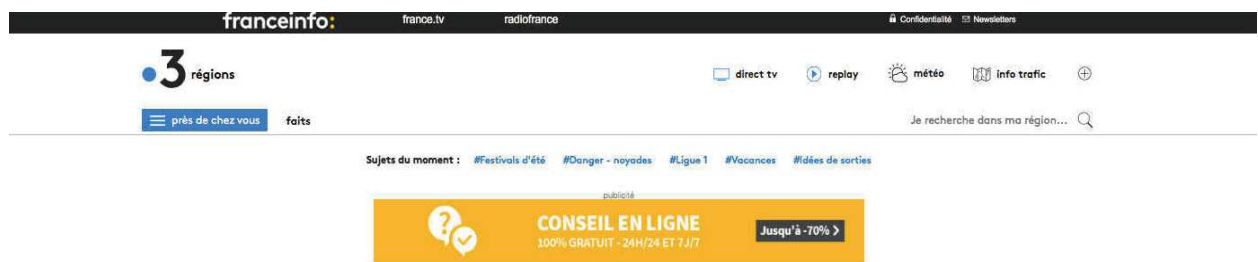 franceinfo: france.tv radiofrance Confidentialité Newsletters
3 régions direct tv replay météo info trafic
près de chez vous faits Je recherche dans ma région...
Sujets du moment : #Festivals d'été #Danger - noyades #Ligue 1 #Vacances #Idées de sorties
publicité
CONSEIL EN LIGNE
100% GRATUIT - 24H/24 ET 7J/7
Jusqu'à -70% >